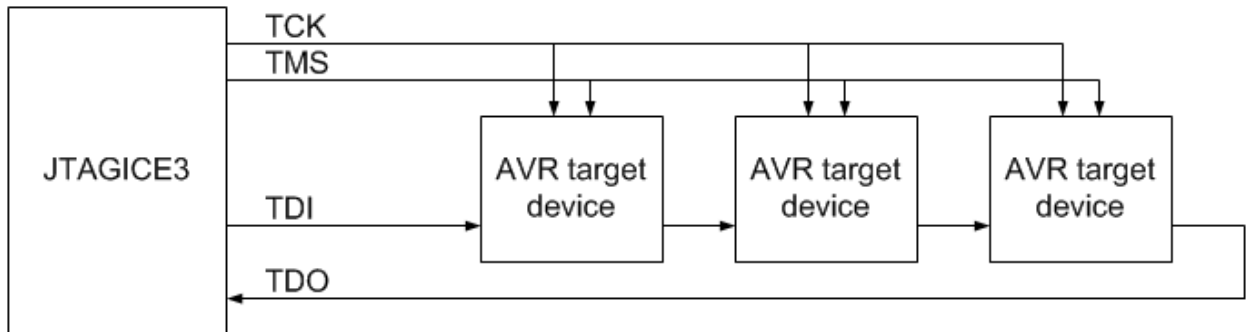 TCK
TMS
JTAGICE3
AVR target
device
AVR target
device
AVR target
device
TDI
TDO